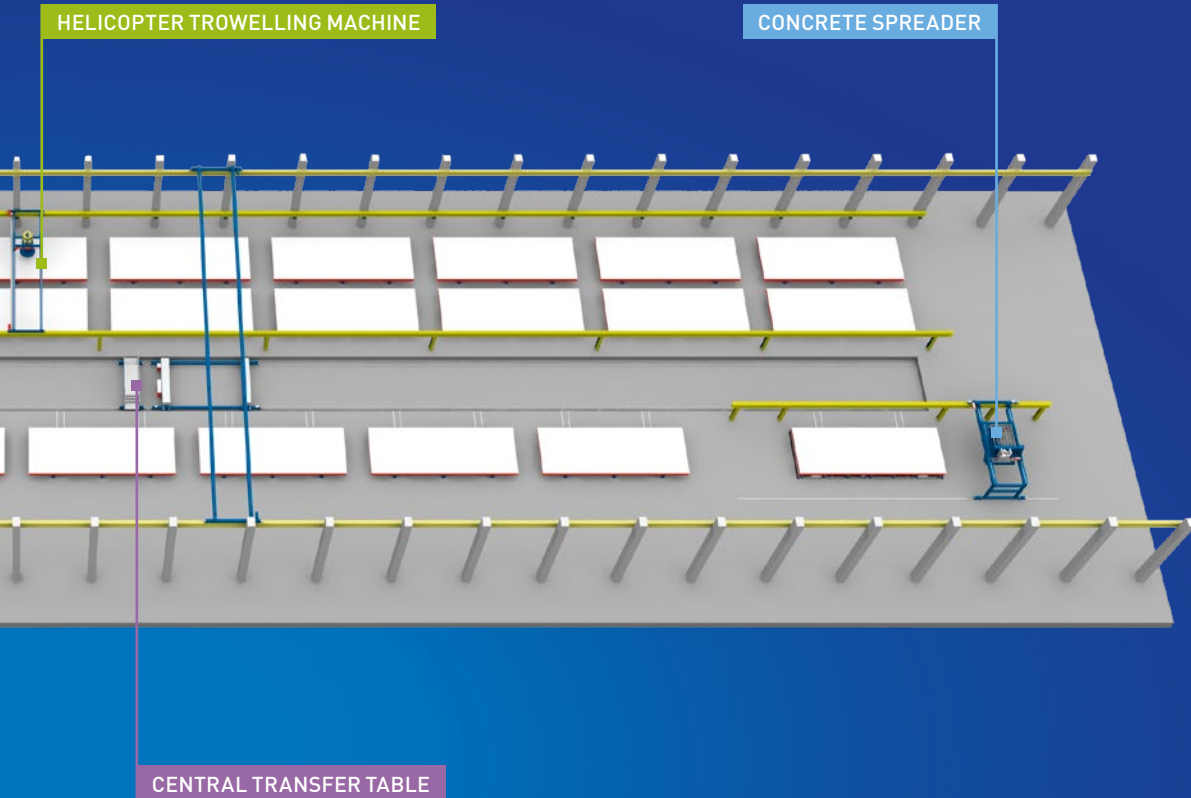 HELICOPTER TROWELLING MACHINE
CONCRETE SPREADER
CENTRAL TRANSFER TABLE